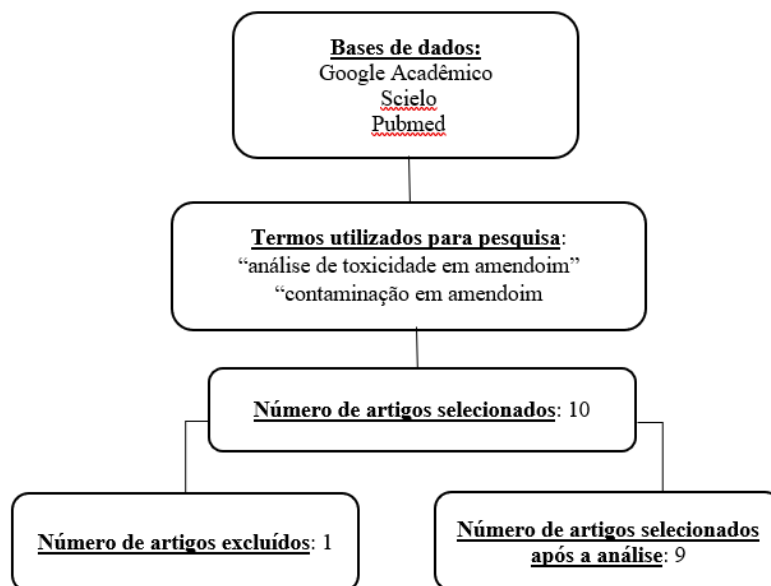 Bases de dados:
Google Acadêmico
Scielo
Pubmed
Termos utilizados para pesquisa:
“análise de toxicidade em amendoim”
“contaminação em amendoim
Número de artigos selecionados: 10
Número de artigos excluídos: 1
Número de artigos selecionados
após a análise: 9